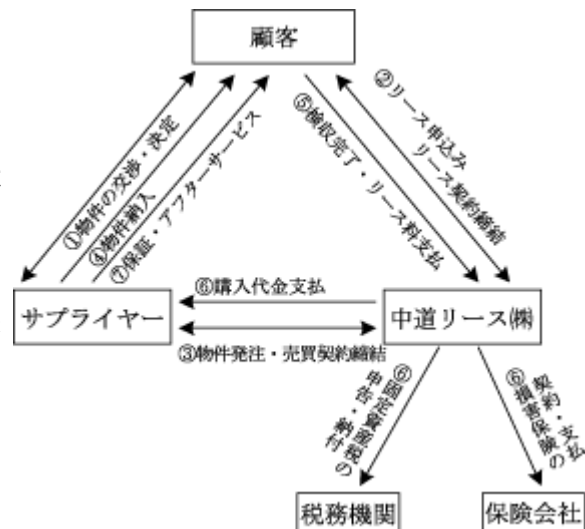 顧客
①物件の交渉・決定
④物件納入
⑦保証・アフターサービス
②リース申込み
リース契約締結
⑤検収完了・リース料支払
サプライヤー
⑥購入代金支払
③物件発注・売買契約締結
中道リース㈱
⑥固定資産税の
申告・納付
⑥損害保険の
契約・支払
税務機関
保険会社